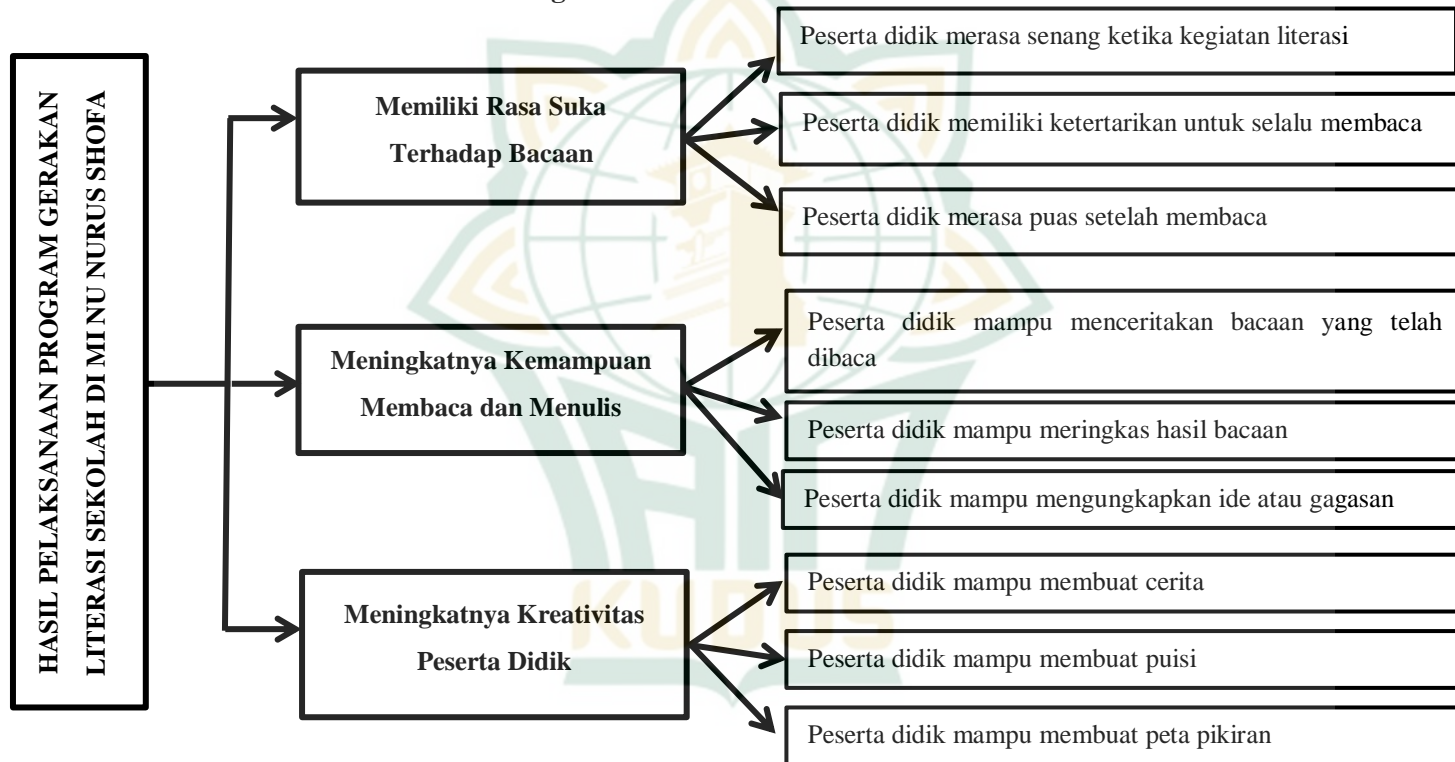 HASIL PELAKSANAAN PROGRAM GERAKAN
LITERASI SEKOLAH DI MI NU NURUS SHOFA
Memiliki Rasa Suka
Terhadap Bacaan
Peserta didik merasa senang ketika kegiatan literasi
Peserta didik memiliki ketertarikan untuk selalu membaca
Peserta didik merasa puas setelah membaca
Meningkatnya Kemampuan
Membaca dan Menulis
Peserta didik mampu menceritakan bacaan yang telah
dibaca
Peserta didik mampu meringkas hasil bacaan
Peserta didik mampu mengungkapkan ide atau gagasan
Meningkatnya Kreativitas
Peserta Didik
Peserta didik mampu membuat cerita
Peserta didik mampu membuat puisi
Peserta didik mampu membuat peta pikiran
KUDUS